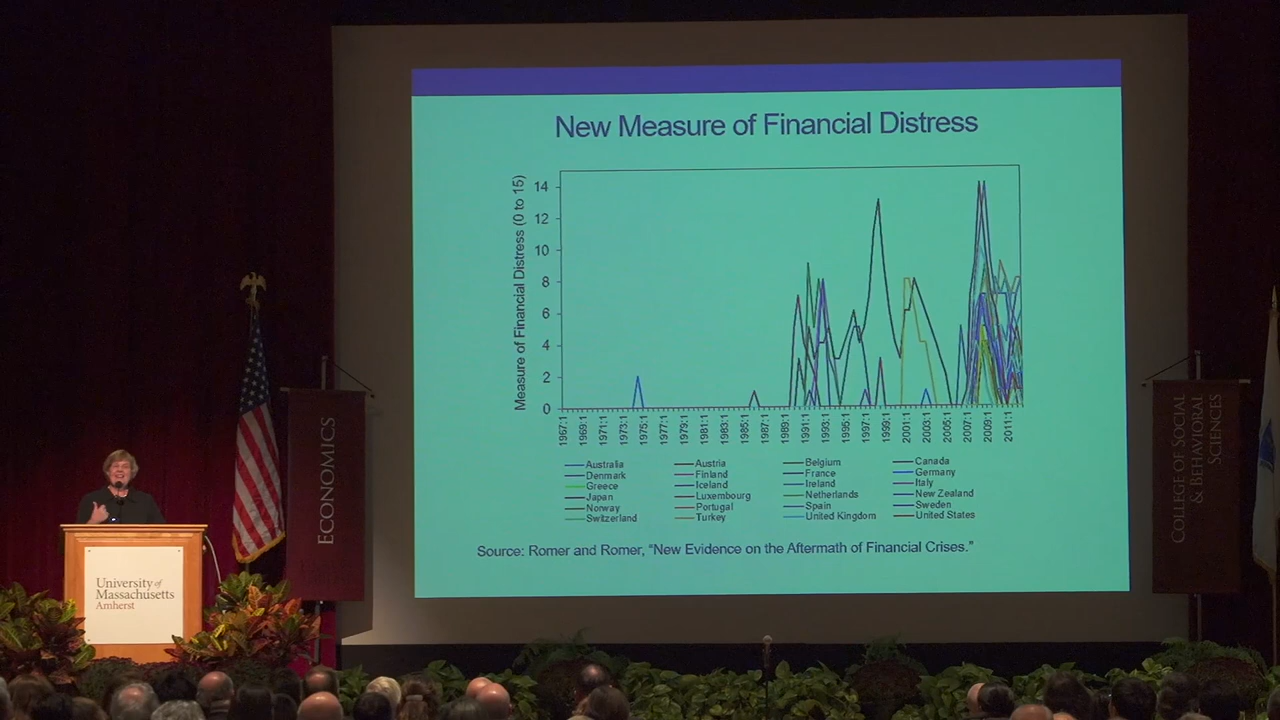 New Measure of Financial Distress
Measure of Financial Distress (0 to 15)
14
12
10
8
6
4
2
0
1967:1
1969:1
1971:1
1973:1
1975:1
1977:1
1979:1
1981:1
1983:1
1985:1
1987:1
1989:1
1991:1
1993:1
1995:1
1997:1
1999:1
2001:1
2003:1
2005:1
2007:1
2009:1
2011:1
Australia Austria Belgium Canada
Denmark Finland France Germany
Greece Iceland Ireland Italy
Japan Luxembourg Netherlands New Zealand
Norway Portugal Spain Sweden
Switzerland Turkey United Kingdom United States
Source: Romer and Romer, “New Evidence on the Aftermath of Financial Crises.”
ECONOMICS
COLLEGE OF SOCIAL
& BEHAVIORAL
SCIENCES
University of
Massachusetts
Amherst